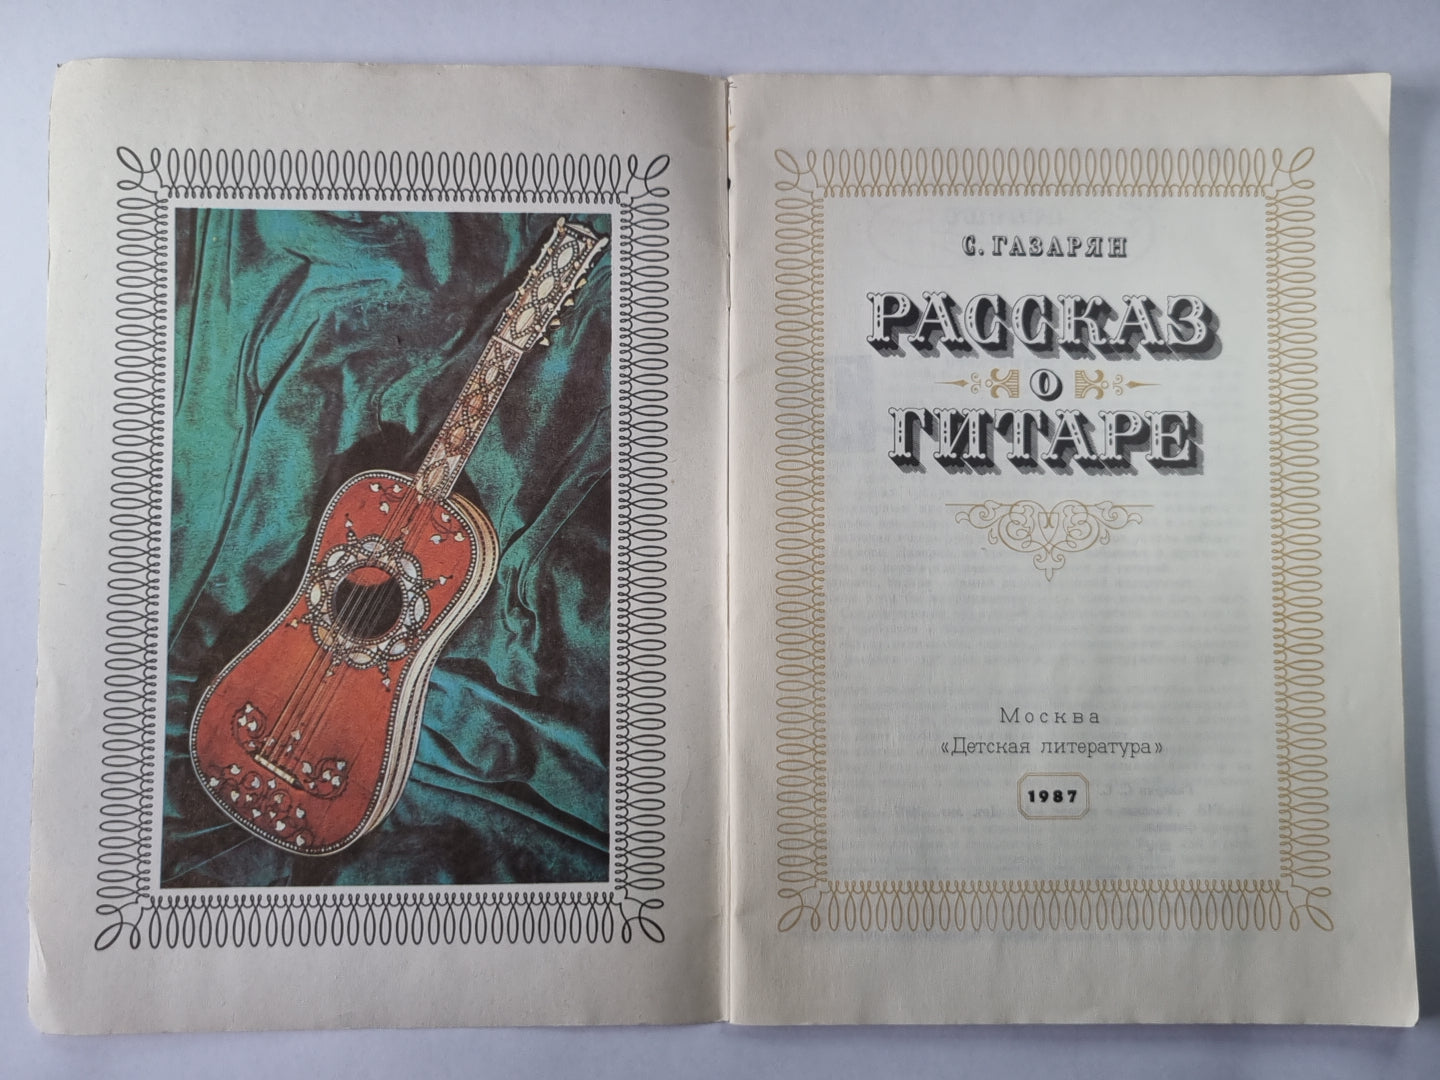 С. ГАЗАРЯН
РАССКАЗ
О
ГИТАРЕ
Москва
«Детская литература»
1987